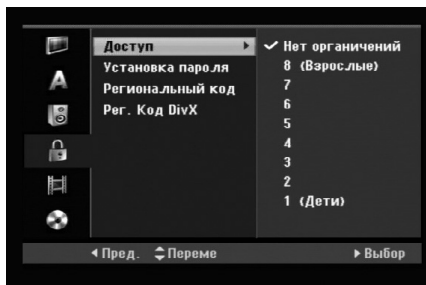 Доступ
Установка пароля
Региональный код
Рег. Код DivX
Нет органичений
8 (Взрослые)
7
6
5
4
3
2
1 (Дети)
Пред. Переме Выбор